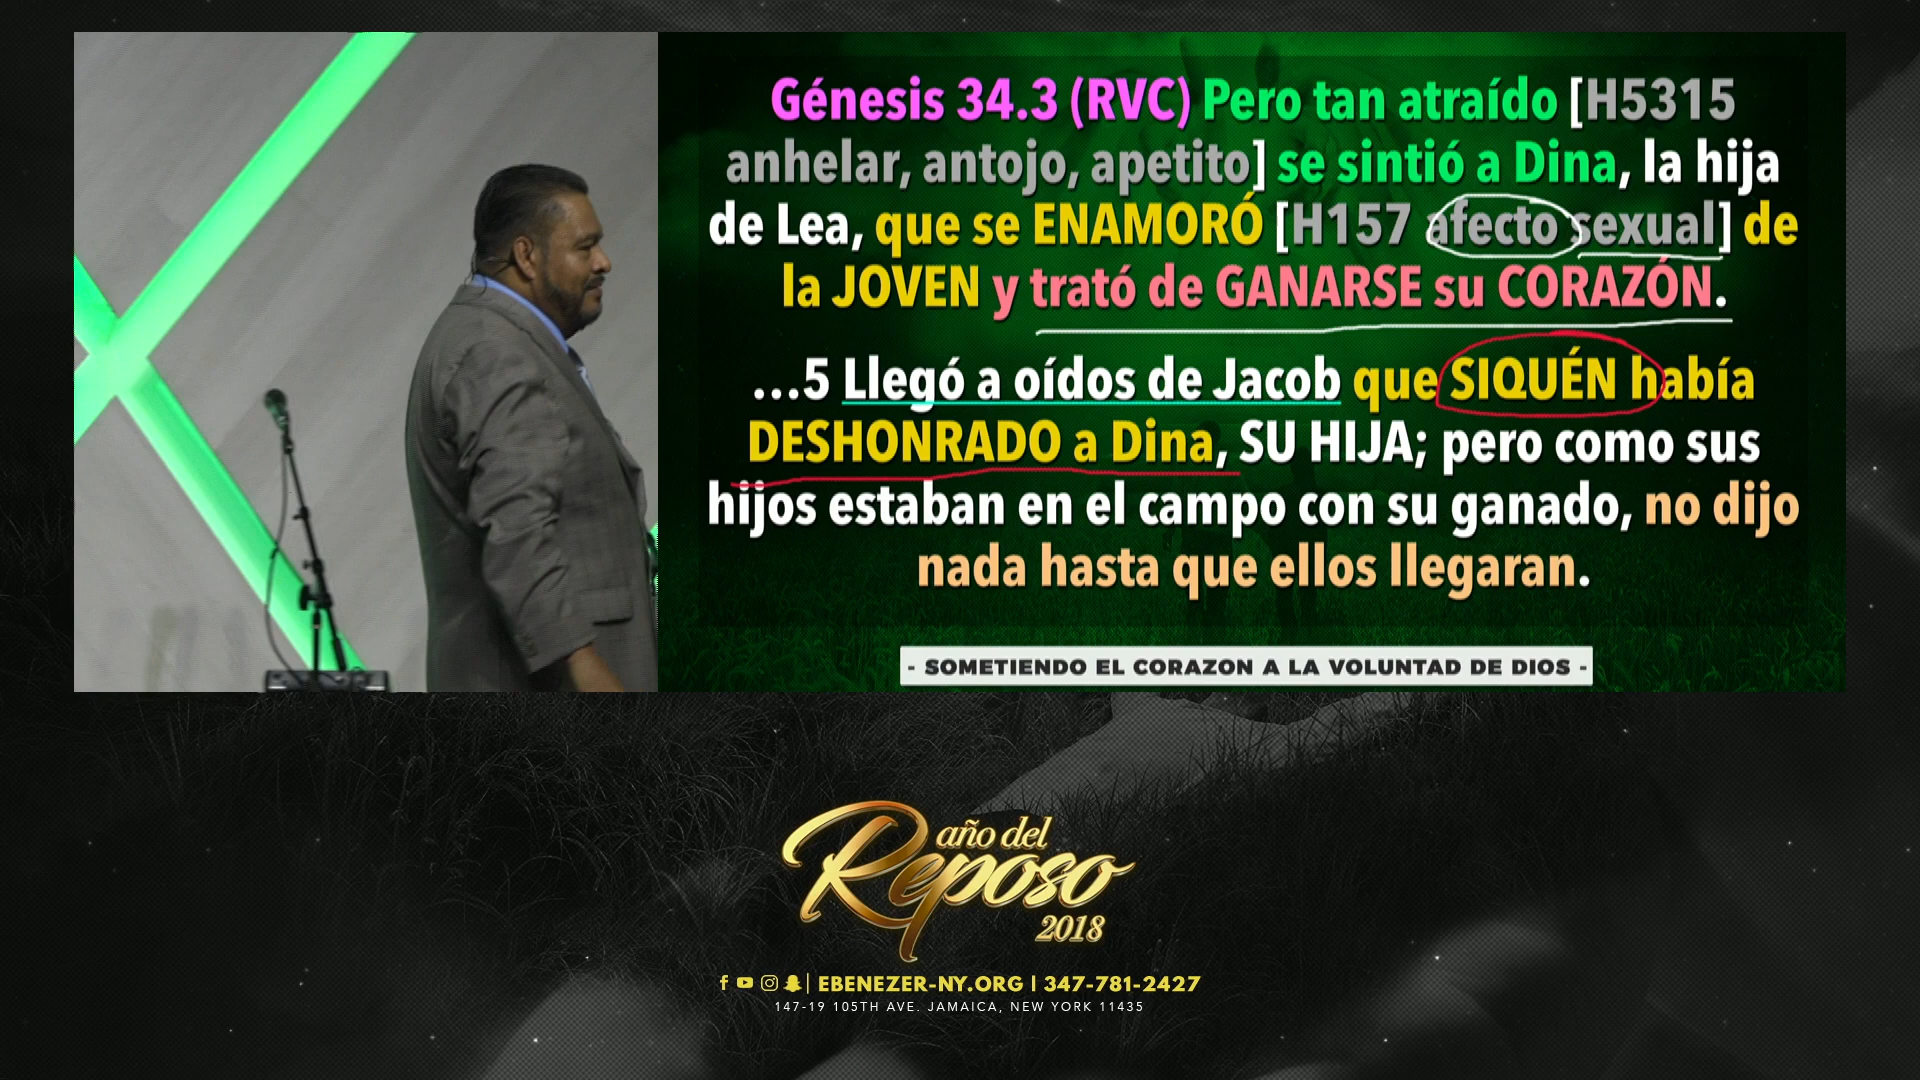 Génesis 34.3 (RVC) Pero tan atraído [H5315
anhelar, antojo, apetito] se sintió a Dina, la hija
de Lea, que se ENAMORÓ [H157 afecto sexual] de
la JOVEN y trató de GANARSE su CORAZÓN.
...5 Llegó a oídos de Jacob que SIQUÉN había
DESHONRADO a Dina, SU HIJA; pero como sus
hijos estaban en el campo con su ganado, no dijo
nada hasta que ellos llegaran.
- SOMETIENDO EL CORAZON A LA VOLUNTAD DE DIOS -
año del
Reposo
2018
| EBENEZER-NY.ORG | 347-781-2427
147-19 105TH AVE. JAMAICA, NEW YORK 11435